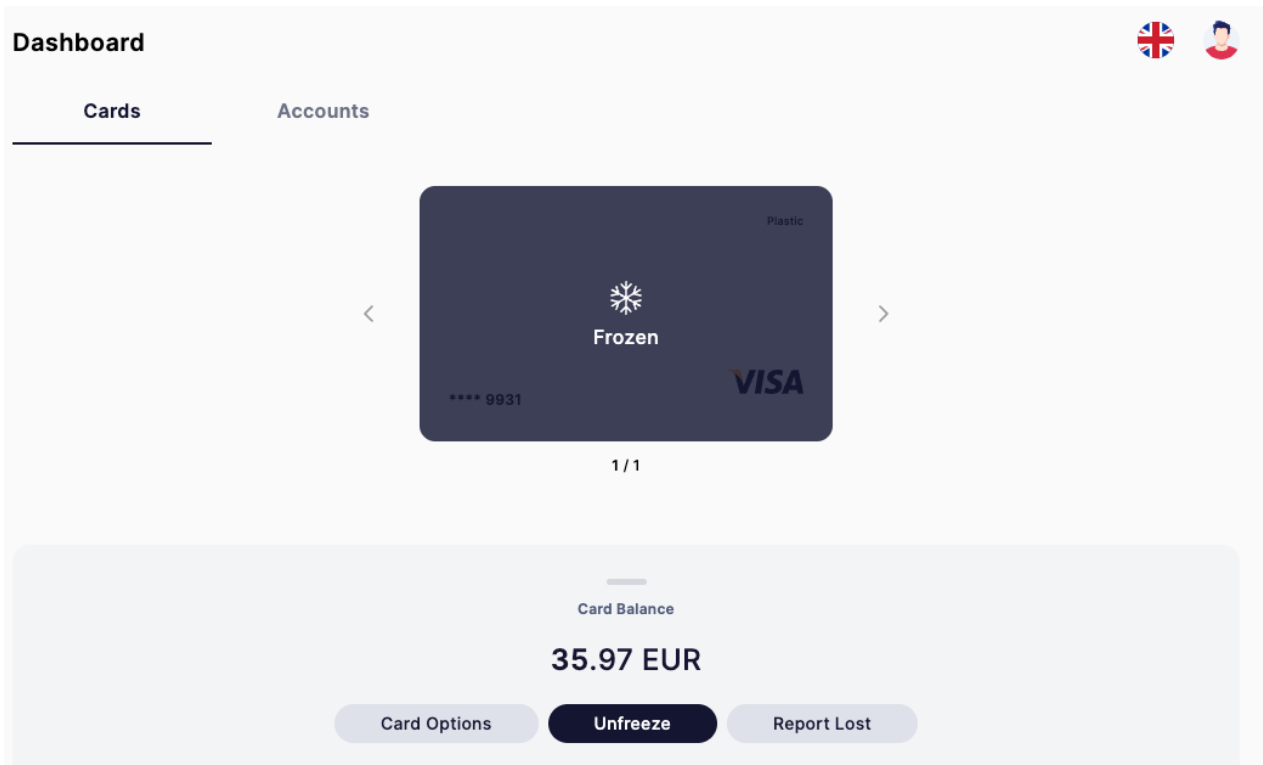 Dashboard
Cards Accounts
Plastic
Frozen
VISA
**** 9931
1 / 1
Card Balance
35.97 EUR
Card Options Unfreeze Report Lost